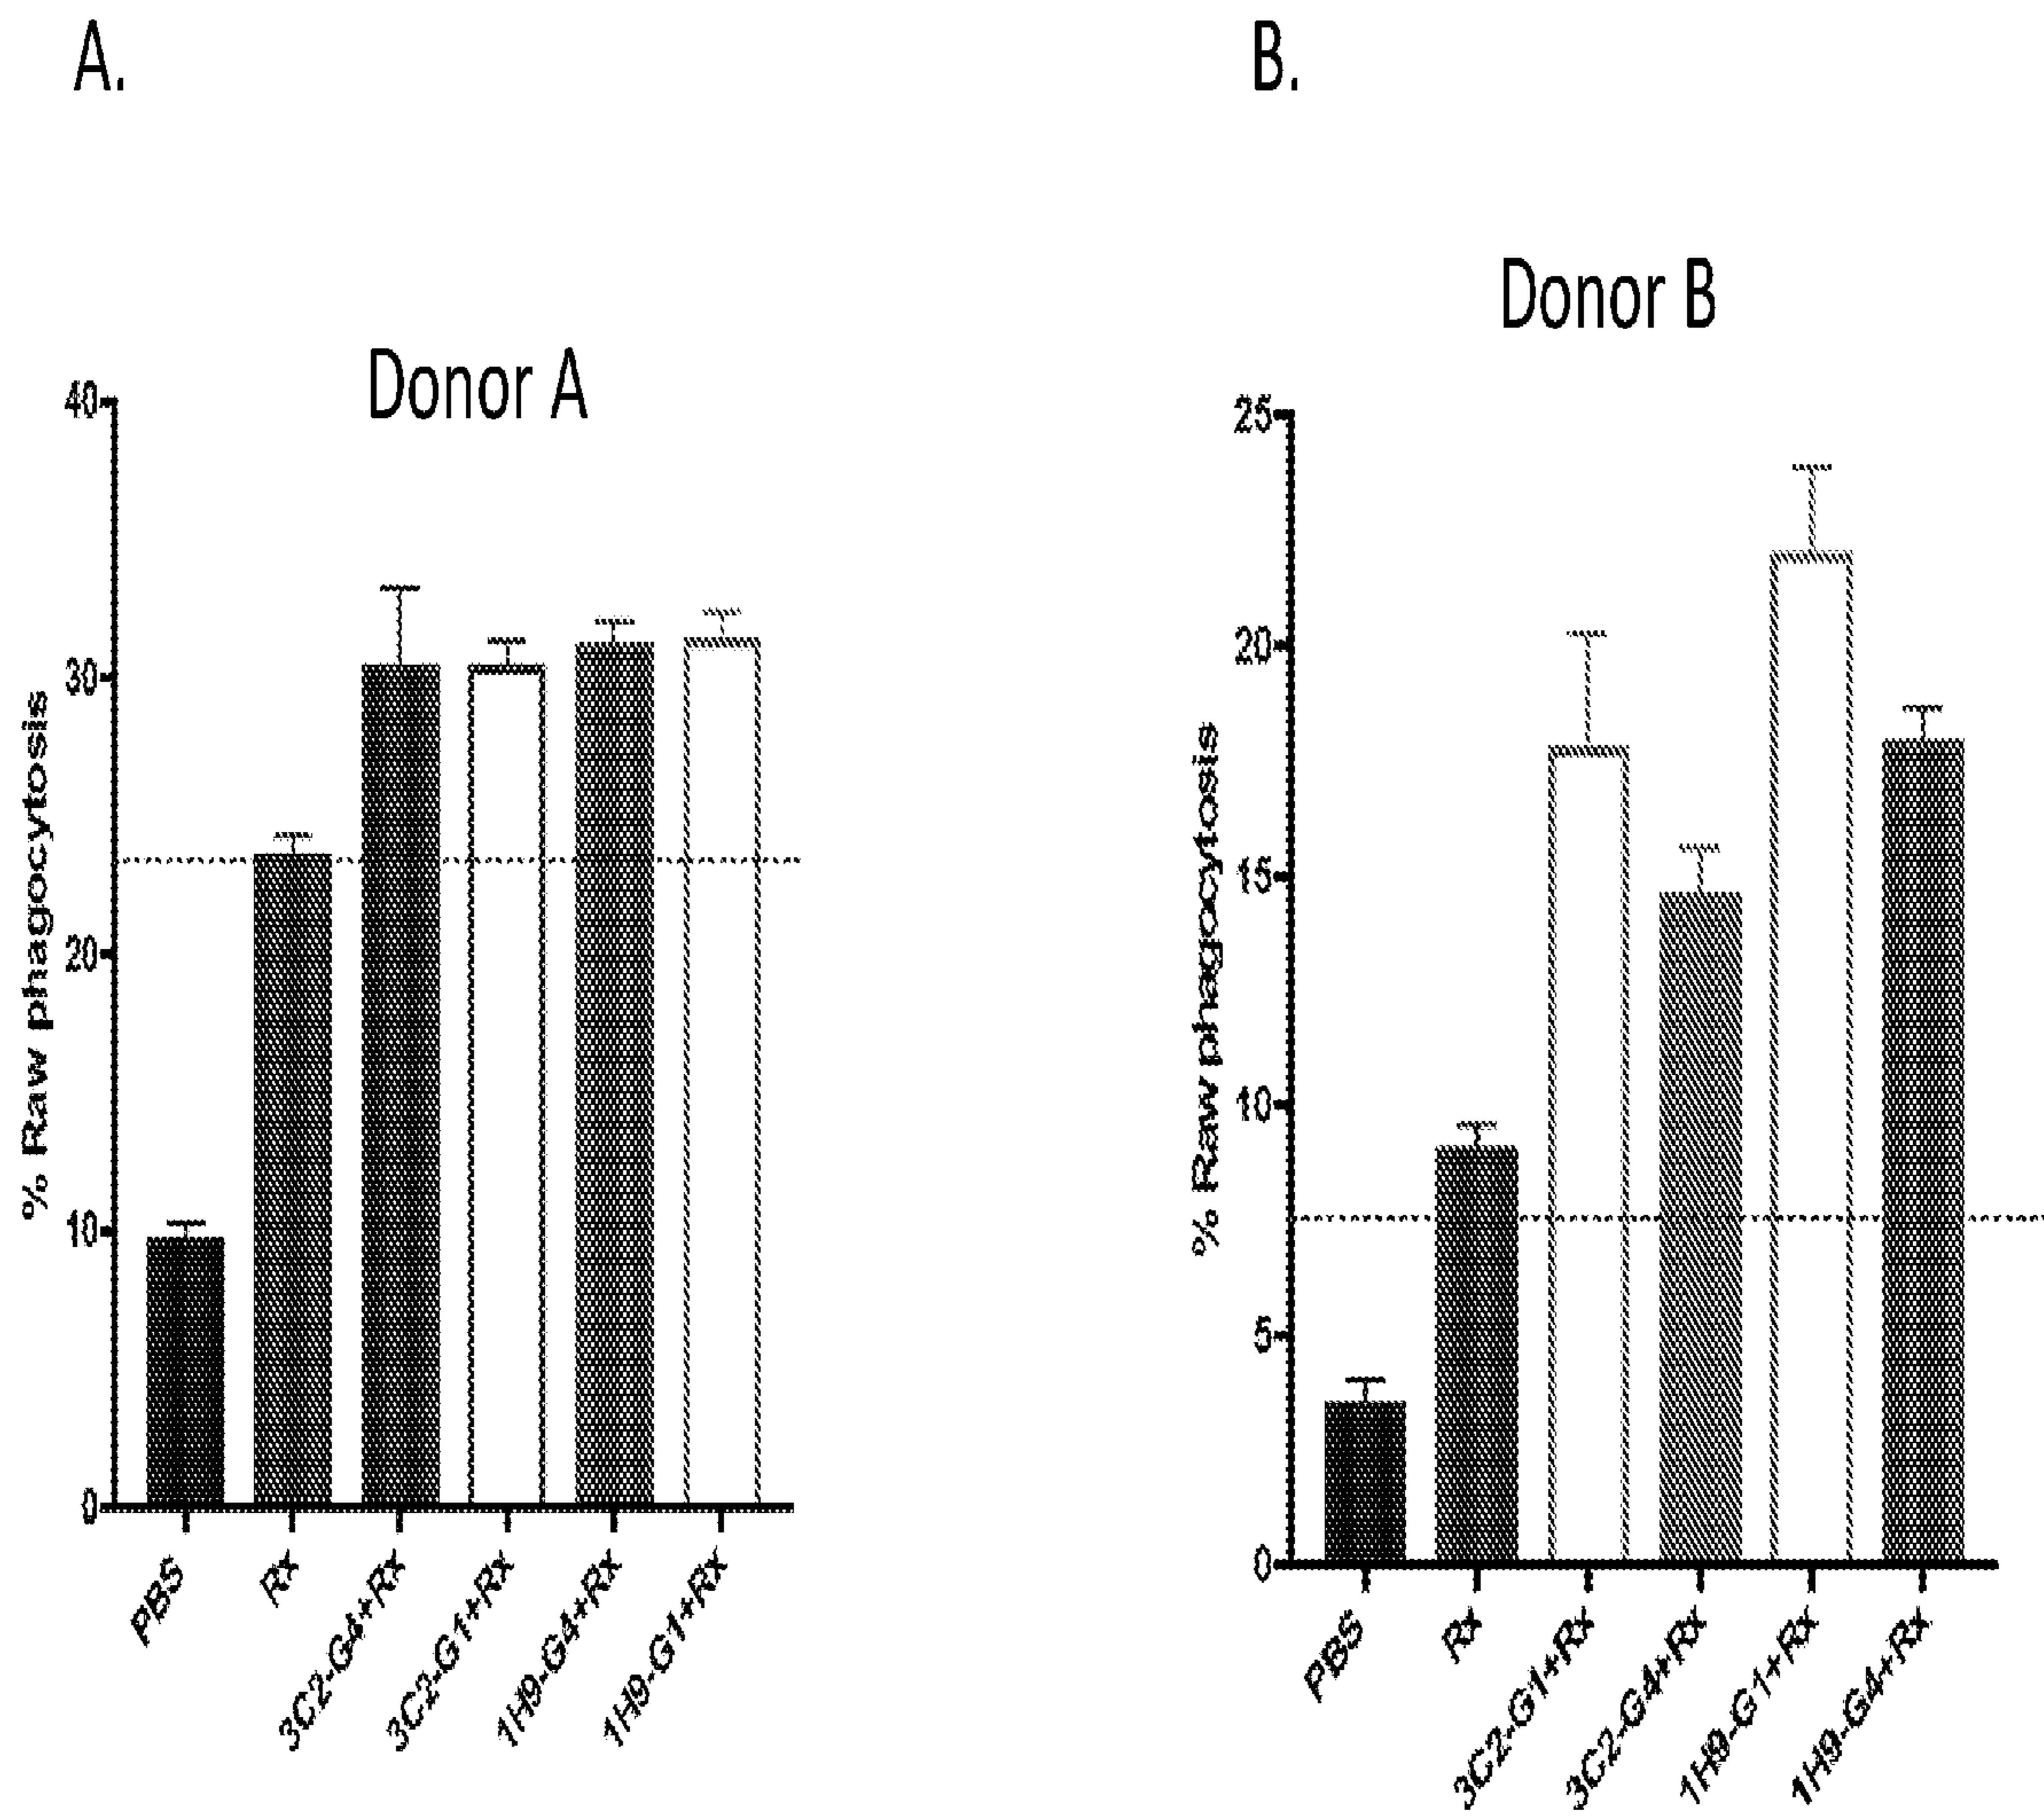 A.
Donor A
% Raw phagocytosis
40
30
20
10
0
PBS
Rx
3C2-G4+Rx
3C2-G1+Rx
1H9-G4+Rx
1H9-G1+Rx
B.
Donor B
% Raw phagocytosis
25
20
15
10
5
0
PBS
Rx
3C2-G1+Rx
3C2-G4+Rx
1H9-G1+Rx
1H9-G4+Rx